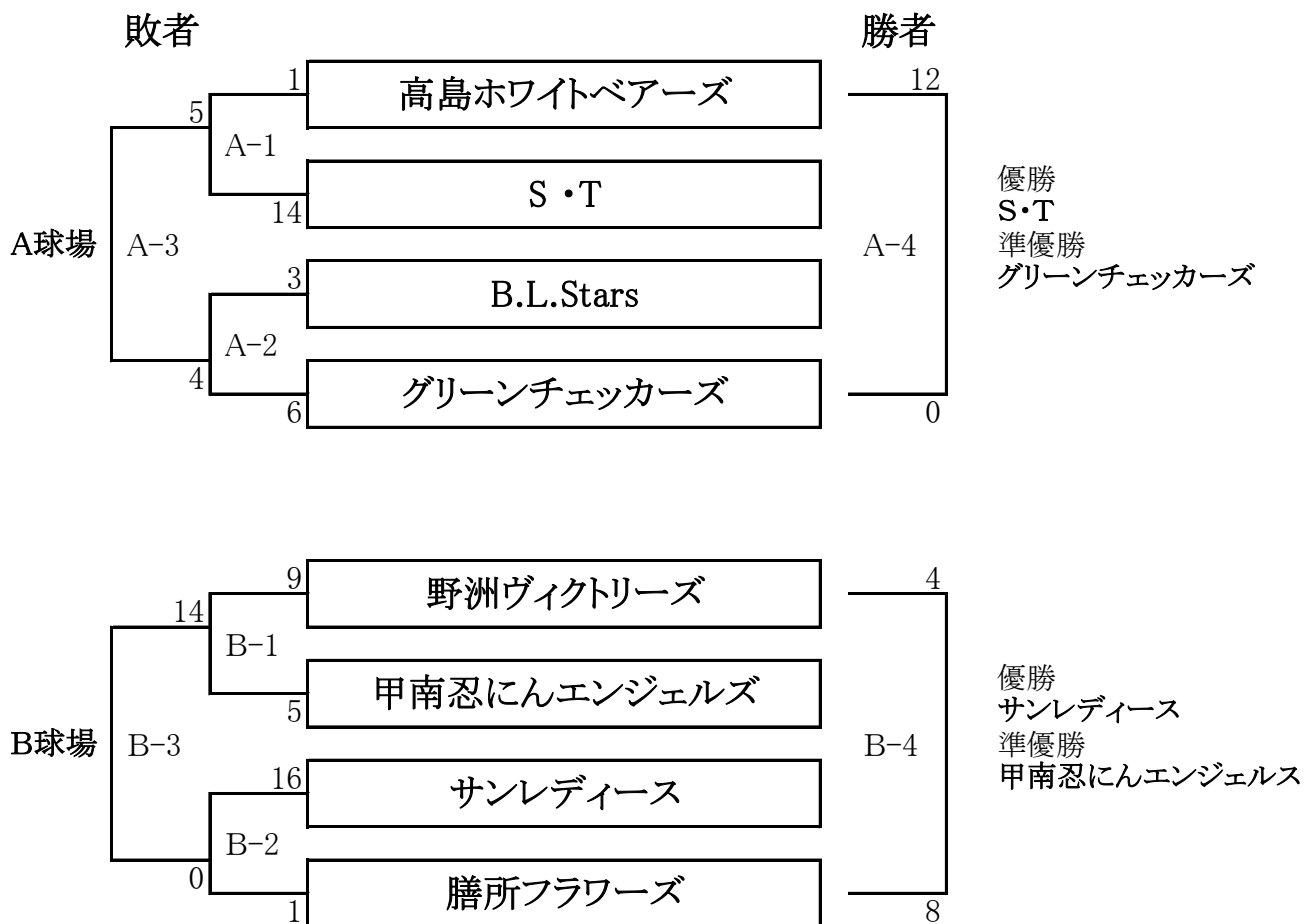 敗者
勝者
1
高島ホワイトベアーズ
12
5
A-1
S・T
14
A球場
A-3
A-4
3
B.L.Stars
A-2
4
グリーンチェッカーズ
6
0
優勝
S・T
準優勝
グリーンチェッカーズ
9
野洲ヴィクトリーズ
4
14
B-1
甲南忍にんエンジェルズ
5
B球場
B-3
B-4
16
サンレディース
B-2
0
膳所フラワーズ
1
8
優勝
サンレディース
準優勝
甲南忍にんエンジェルス